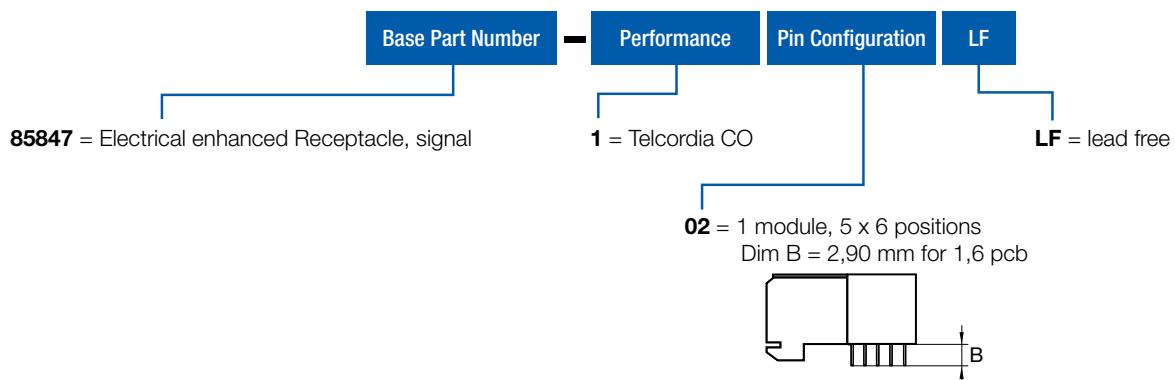 Base Part Number – Performance Pin Configuration LF
85847 = Electrical enhanced Receptacle, signal
1 = Telcordia CO
LF = lead free
02 = 1 module, 5 x 6 positions
Dim B = 2,90 mm for 1,6 pcb
B